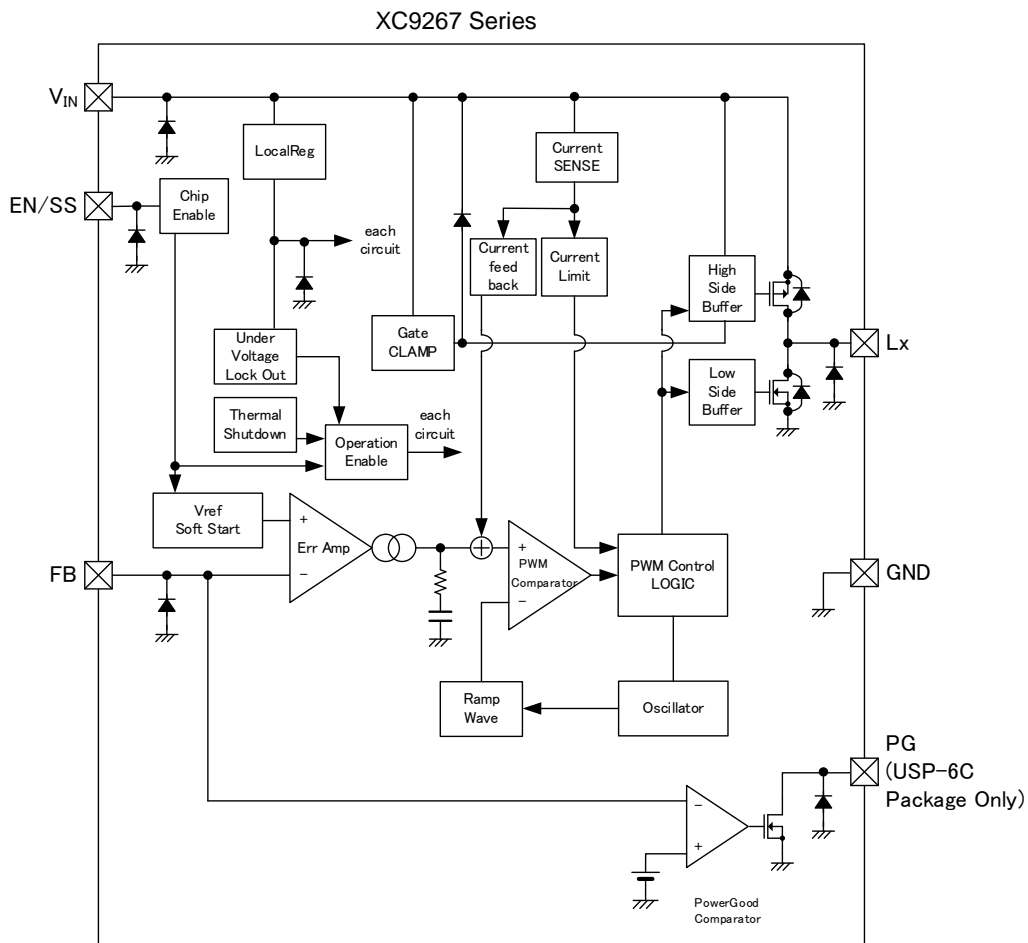 XC9267 Series
VIN
LocalReg
Current
SENSE
EN/SS
Chip
Enable
each
circuit
Current
feed
back
Current
Limit
High
Side
Buffer
Under
Voltage
Lock Out
Gate
CLAMP
Lx
Low
Side
Buffer
Thermal
Shutdown
Operation
Enable
each
circuit
Vref
Soft Start
+
Err Amp
−
+
PWM
Comparator
−
PWM Control
LOGIC
FB
GND
Ramp
Wave
Oscillator
PG
(USP-6C
Package Only)
−
+
PowerGood
Comparator